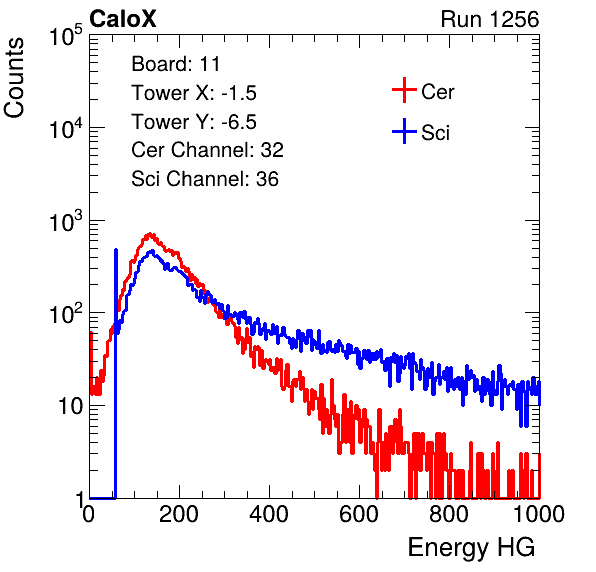 CaloX Run 1256
Counts
10^5
10^4
10^3
10^2
10
1
Board: 11
Tower X: -1.5
Tower Y: -6.5
Cer Channel: 32
Sci Channel: 36
Cer
Sci
0 200 400 600 800 1000
Energy HG